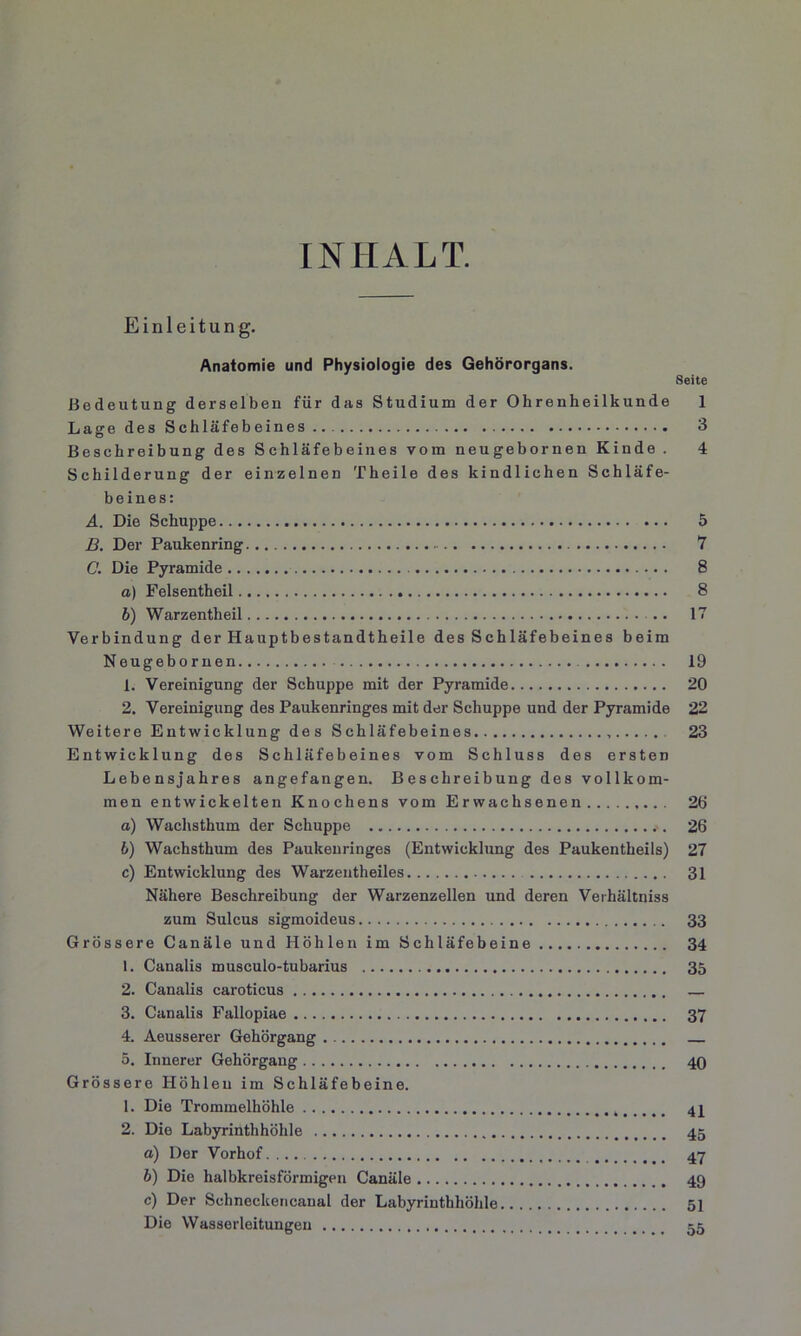 INHALT.
Einleitung.
Anatomie und Physiologie des Gehörorgans.
Seite
Bedeutung derselben für das Studium der Ohrenheilkunde 1
Lage des Schläfebeines 3
Beschreibung des Schläfebeines vom neugebornen Kinde . 4
Schilderung der einzelnen Theile des kindlichen Schläfe-
beines:
A. Die Schuppe 5
B. Der Paukenring 7
C. Die Pyramide 8
a) Felsentheil 8
b) Warzentheil 17
Verbindung der Hauptbestandtheile des Schläfebeines beim
Neugebornen 19
1. Vereinigung der Schuppe mit der Pyramide 20
2. Vereinigung des Paukenringes mit der Schuppe und der Pyramide 22
Weitere Entwicklung des Schläfebeines 23
Entwicklung des Schläfebeines vom Schluss des ersten
Lebensjahres angefangen. Beschreibung des vollkom-
men entwickelten Knochens vom Erwachsenen 26
a) Wachsthum der Schuppe 26
b) Wachsthum des Paukenringes (Entwicklung des Paukentheils) 27
c) Entwicklung des Warzentheiles 31
Nähere Beschreibung der Warzenzellen und deren Verhältniss
zum Sulcus sigmoideus 33
Grössere Canäle und Höhlen im Schläfebeine 34
1. Canalis musculo-tubarius 35
2. Canalis caroticus —
3. Canalis Fallopiae 37
4. Aeusserer Gehörgang —
5. Innerer Gehörgang 40
Grössere Höhlen im Schläfebeine.
1. Die Trommelhöhle 41
2. Die Labyrinthhöhle 45
a) Der Vorhof 47
b) Die halbkreisförmigen Canäle 49
c) Der Schneckencanal der Labyrinthhöhle 51
Die Wasserleitungen 55